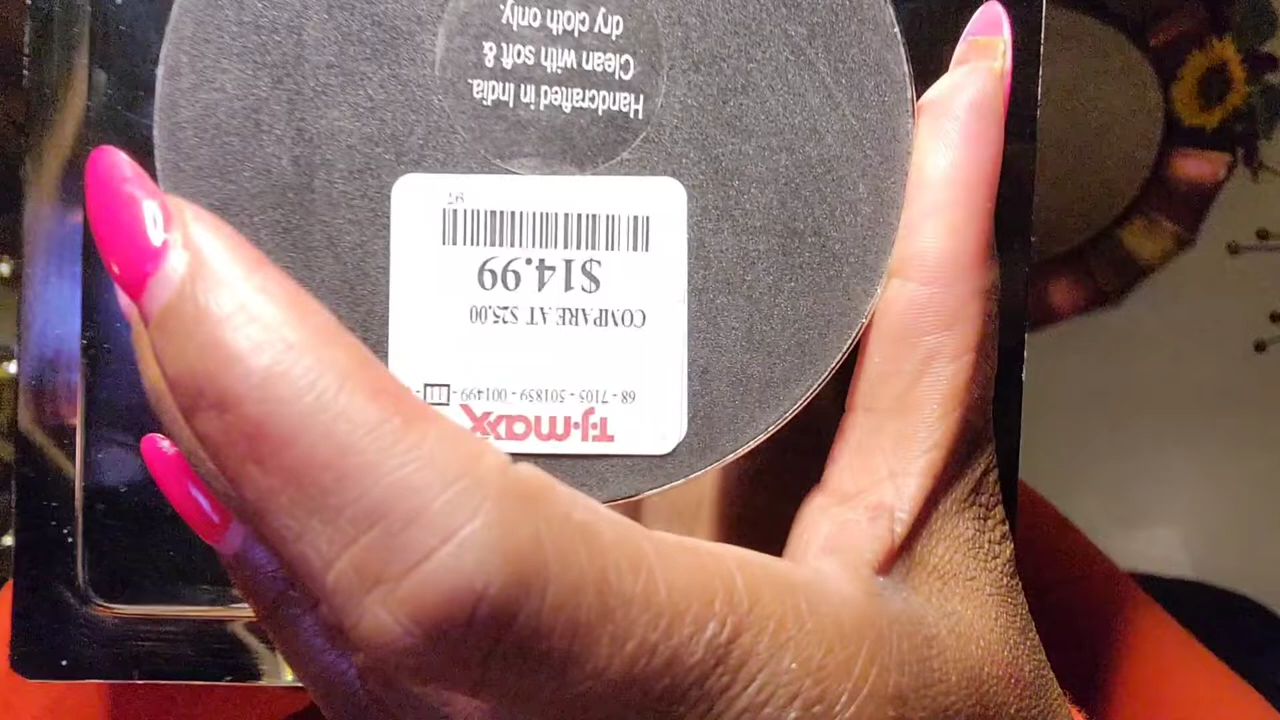 Handcrafted in India.
Clean with soft &
dry cloth only.
T·J·maxx
68 - 7105 - 501859 - 001499 -
COMPARE AT $25.00
$14.99
97